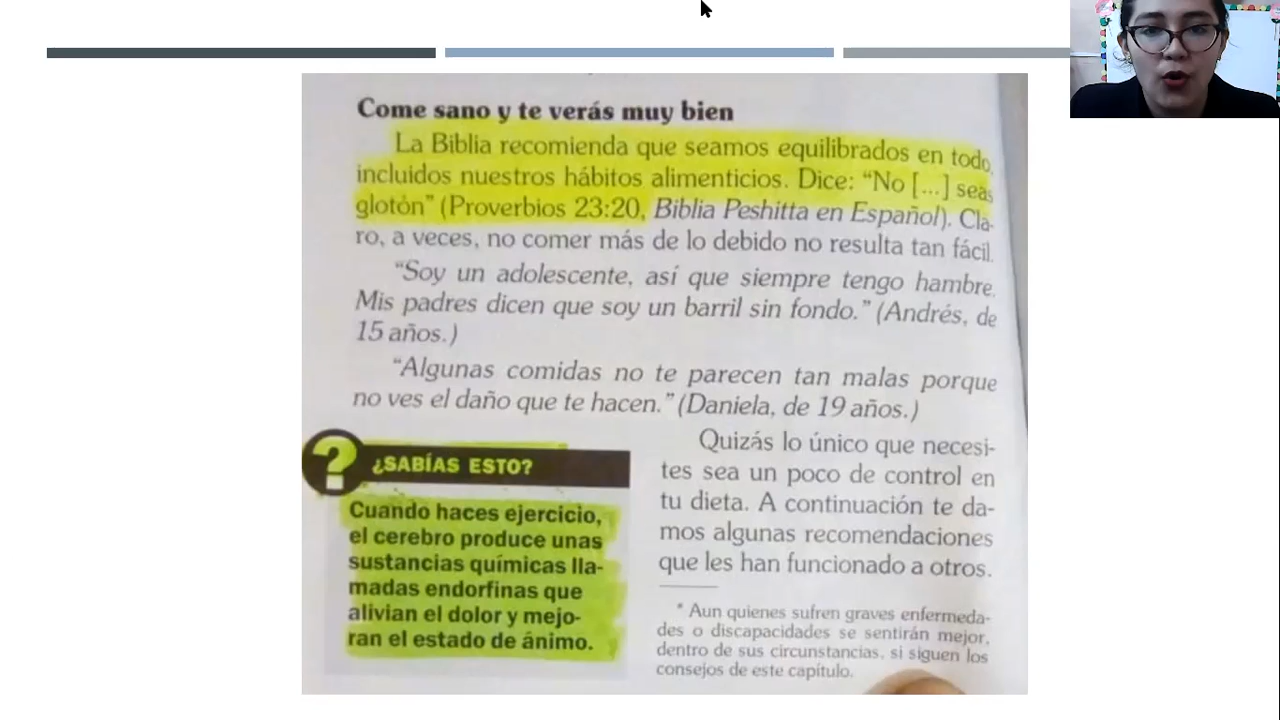 Come sano y te verás muy bien
La Biblia recomienda que seamos equilibrados en todo,
incluidos nuestros hábitos alimenticios. Dice: “No [...] seas
glotón” (Proverbios 23:20, Biblia Peshitta en Español). Cla-
ro, a veces, no comer más de lo debido no resulta tan fácil.
“Soy un adolescente, así que siempre tengo hambre.
Mis padres dicen que soy un barril sin fondo.” (Andrés, de
15 años.)
“Algunas comidas no te parecen tan malas porque
no ves el daño que te hacen.” (Daniela, de 19 años.)
? ¿SABÍAS ESTO?
Cuando haces ejercicio,
el cerebro produce unas
sustancias químicas lla-
madas endorfinas que
alivian el dolor y mejo-
ran el estado de ánimo.
Quizás lo único que necesi-
tes sea un poco de control en
tu dieta. A continuación te da-
mos algunas recomendaciones
que les han funcionado a otros.
* Aun quienes sufren graves enfermeda-
des o discapacidades se sentirán mejor,
dentro de sus circunstancias, si siguen los
consejos de este capítulo.